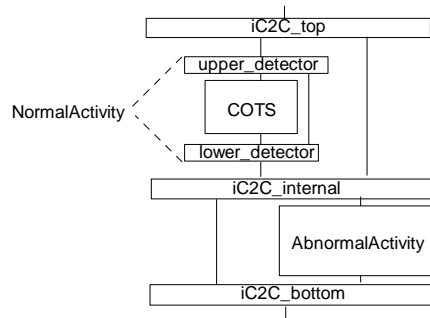 iC2C_top
upper_detector
NormalActivity
COTS
lower_detector
iC2C_internal
AbnormalActivity
iC2C_bottom